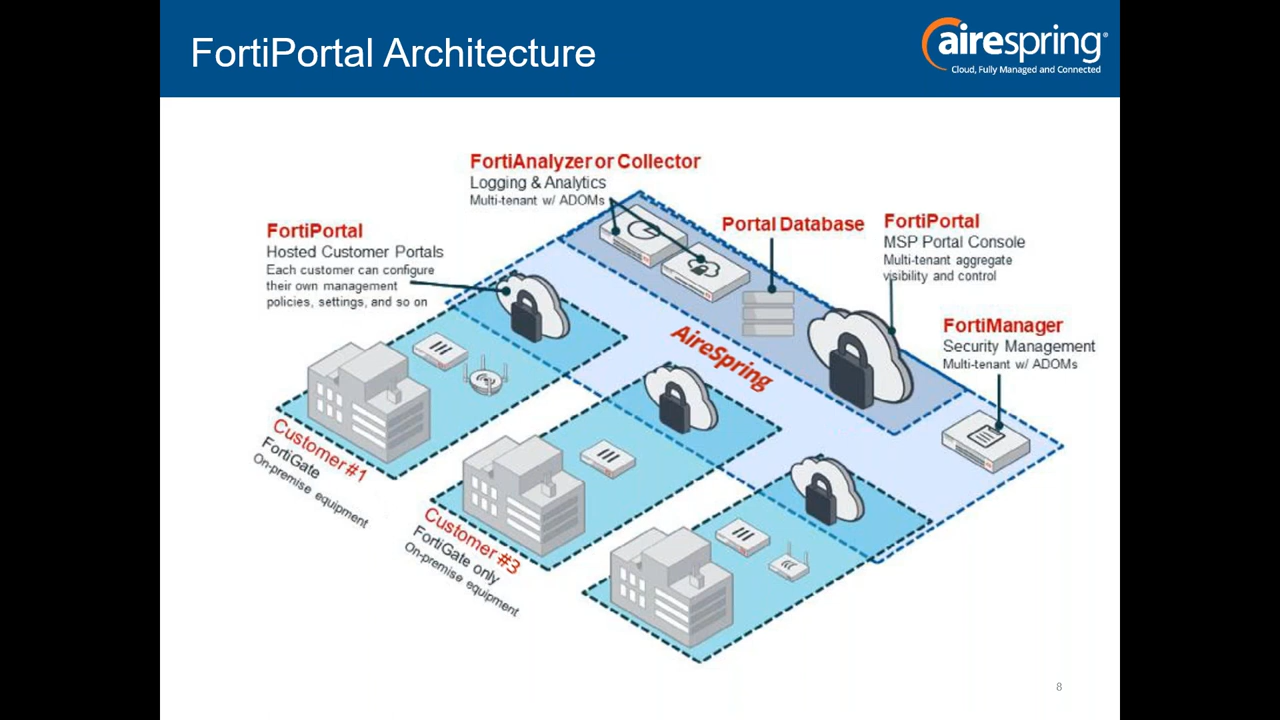 FortiPortal Architecture
airespring®
Cloud, Fully Managed and Connected
FortiAnalyzer or Collector
Logging & Analytics
Multi-tenant w/ ADOMs
FortiPortal
Hosted Customer Portals
Each customer can configure
their own management
policies, settings, and so on
Portal Database
FortiPortal
MSP Portal Console
Multi-tenant aggregate
visibility and control
FortiManager
Security Management
Multi-tenant w/ ADOMs
AireSpring
Customer #1
FortiGate
On-premise equipment
Customer #3
FortiGate only
On-premise equipment
8